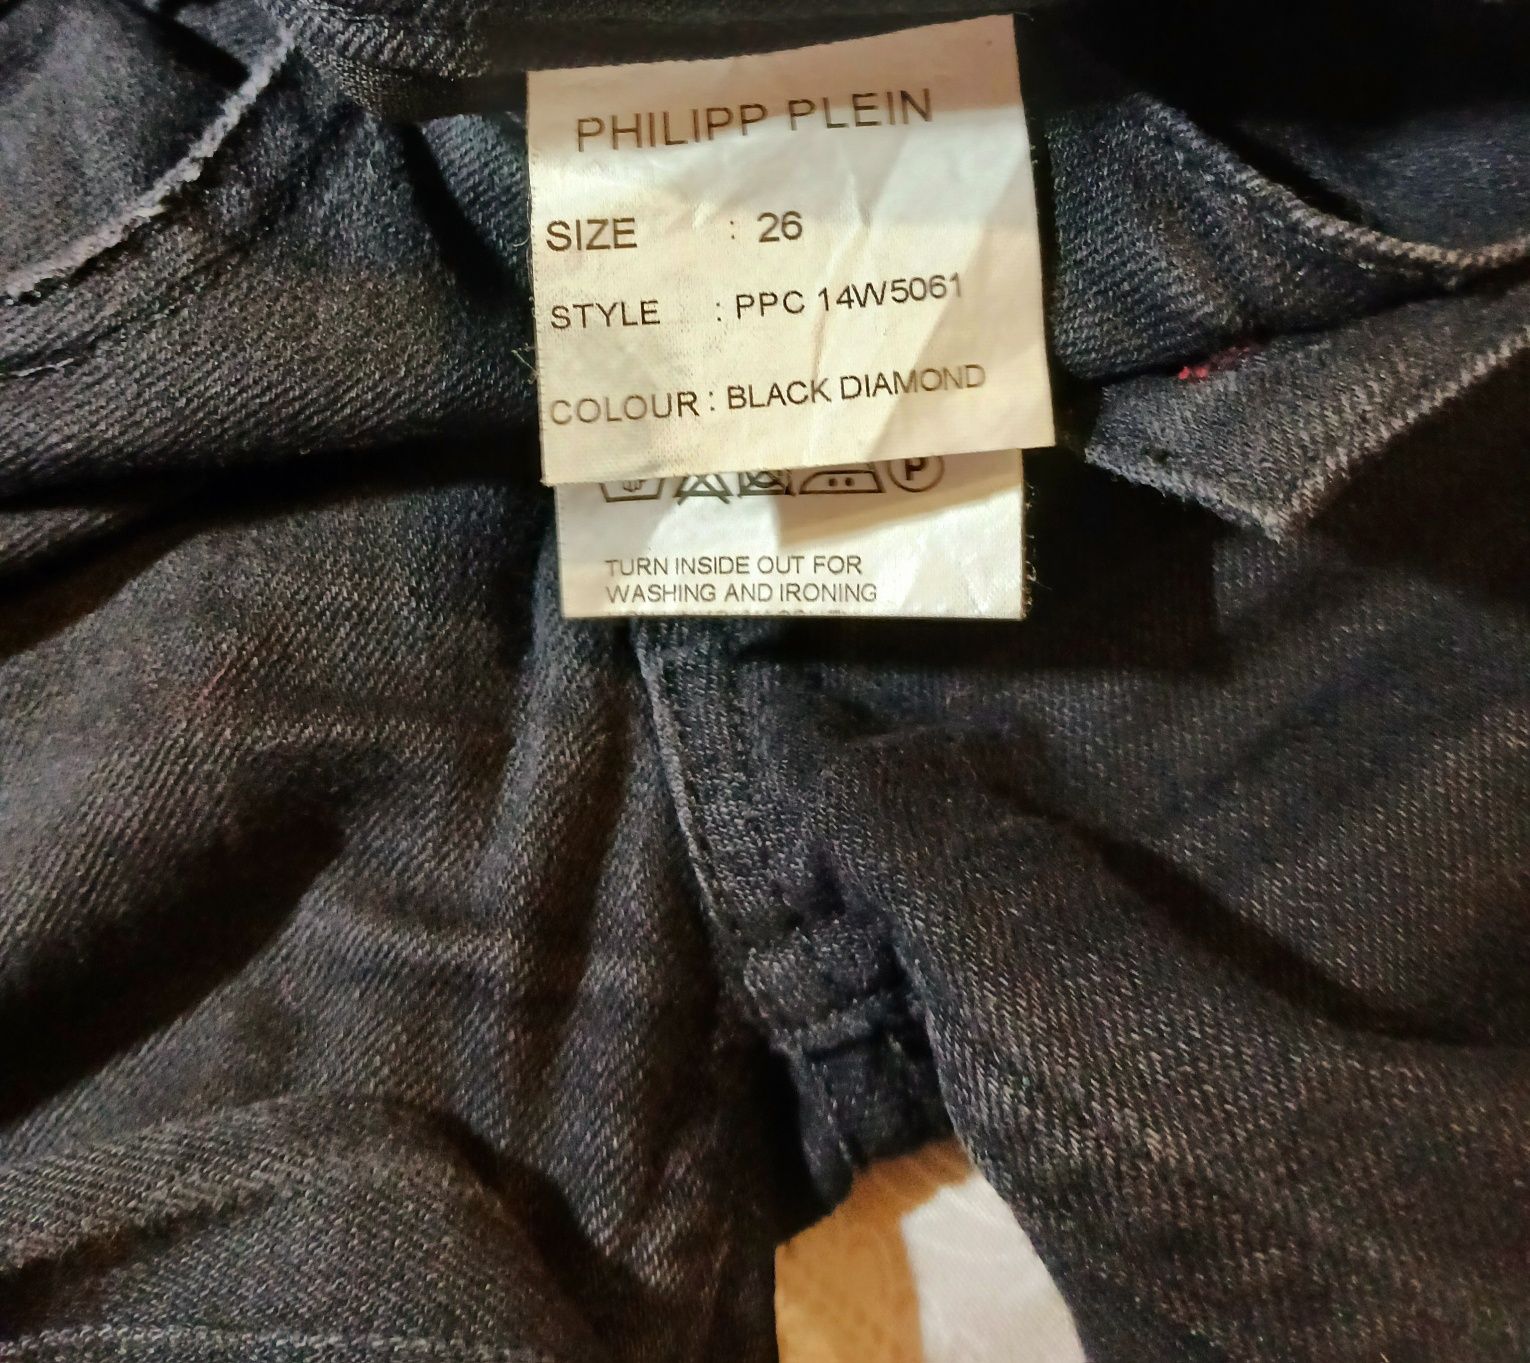 PHILIPP PLEIN
SIZE : 26
STYLE : PPC 14W5061
COLOUR : BLACK DIAMOND
P
TURN INSIDE OUT FOR
WASHING AND IRONING